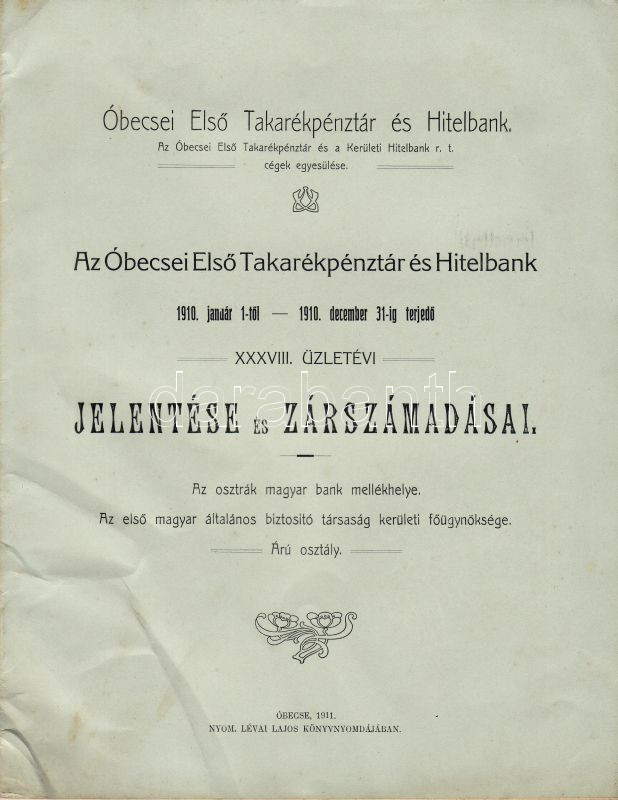 Óbecsei Első Takarékpénztár és Hitelbank.
Az Óbecsei Első Takarékpénztár és a Kerületi Hitelbank r. t.
cégek egyesülése.
Az Óbecsei Első Takarékpénztár és Hitelbank
1910. január 1-től — 1910. december 31-ig terjedő
XXXVIII. ÜZLETÉVI
darabanth
JELENTÉSE ÉS ZÁRSZÁMADÁSAI.
Az osztrák magyar bank mellékhelye.
Az első magyar általános biztositó társaság kerületi főügynöksége.
Árú osztály.
ÓBECSE, 1911.
NYOM. LÉVAI LAJOS KÖNYVNYOMDÁJÁBAN.